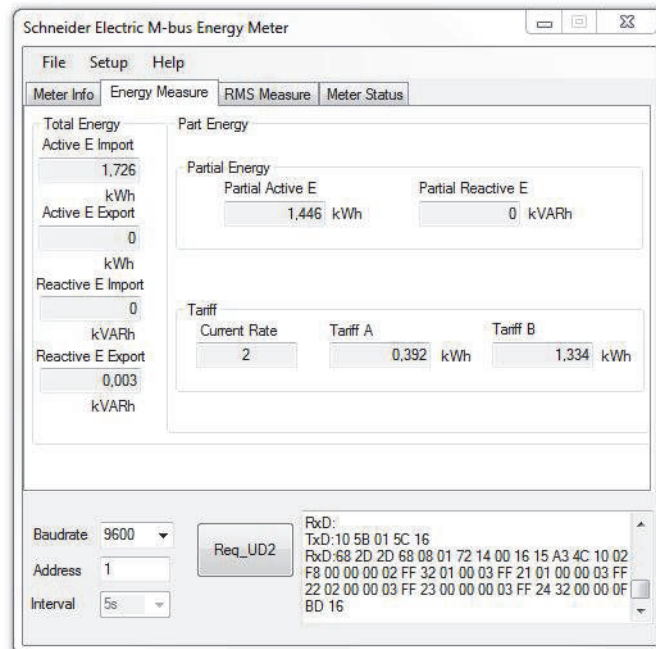 Schneider Electric M-bus Energy Meter
File Setup Help
Meter Info Energy Measure RMS Measure Meter Status
Total Energy
Active E Import
1,726
kWh
Active E Export
0
kWh
Reactive E Import
0
kVARh
Reactive E Export
0,003
kVARh
Part Energy
Partial Energy
Partial Active E Partial Reactive E
1,446 kWh 0 kVARh
Tariff
Current Rate Tariff A Tariff B
2 0,392 kWh 1,334 kWh
Baudrate 9600
Address 1
Interval 5s
Req_UD2
RxD:
TxD:10 5B 01 5C 16
RxD:68 2D 2D 68 08 01 72 14 00 16 15 A3 4C 10 02
F8 00 00 00 02 FF 32 01 00 03 FF 21 01 00 00 03 FF
22 02 00 00 03 FF 23 00 00 00 03 FF 24 32 00 00 0F
BD 16